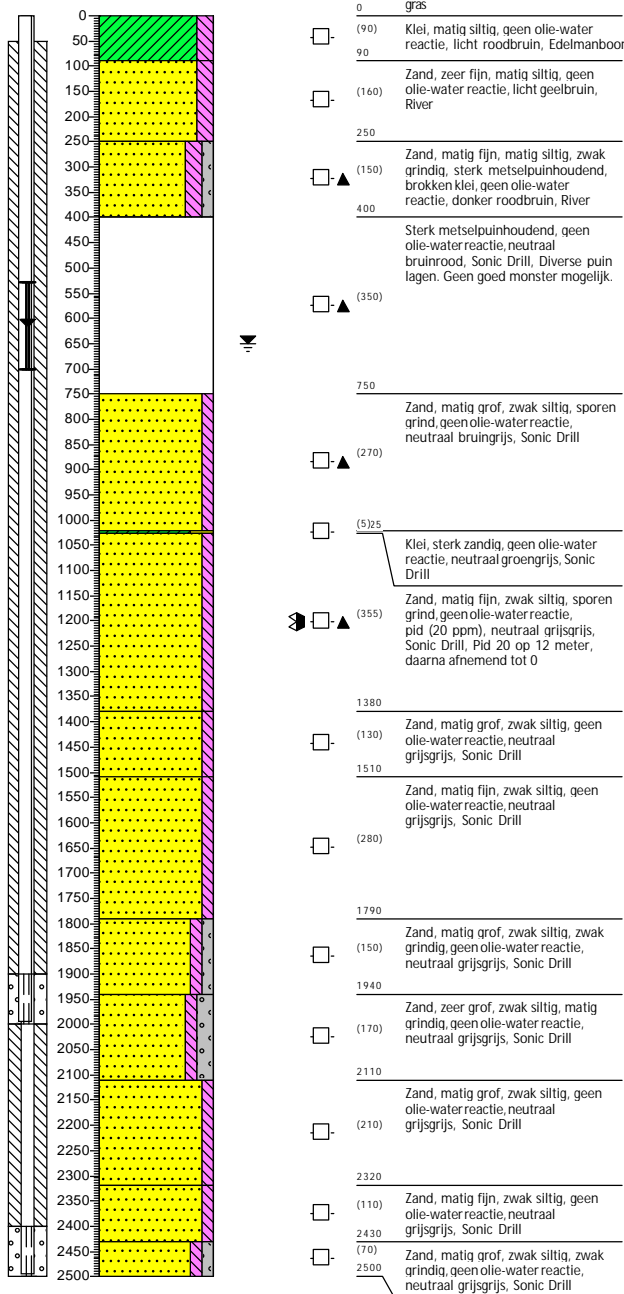 0
50
100
150
200
250
300
350
400
450
500
550
600
650
700
750
800
850
900
950
1000
1050
1100
1150
1200
1250
1300
1350
1400
1450
1500
1550
1600
1650
1700
1750
1800
1850
1900
1950
2000
2050
2100
2150
2200
2250
2300
2350
2400
2450
2500
0 gras
(90) Klei, matig siltig, geen olie-water
reactie, licht roodbruin, Edelmanboor
90
Zand, zeer fijn, matig siltig, geen
(160) olie-water reactie, licht geelbruin,
River
250
Zand, matig fijn, matig siltig, zwak
(150) grindig, sterk metselpuinhoudend,
brokken klei, geen olie-water
reactie, donker roodbruin, River
400
Sterk metselpuinhoudend, geen
olie-water reactie, neutraal
bruinrood, Sonic Drill, Diverse puin
lagen. Geen goed monster mogelijk.
(350)
750
Zand, matig grof, zwak siltig, sporen
grind, geen olie-water reactie,
neutraal bruingrijs, Sonic Drill
(270)
(5)25
Klei, sterk zandig, geen olie-water
reactie, neutraal groengrijs, Sonic
Drill
Zand, matig fijn, zwak siltig, sporen
(355) grind, geen olie-water reactie,
pid (20 ppm), neutraal grijsgrijs,
Sonic Drill, Pid 20 op 12 meter,
daarna afnemend tot 0
1380
Zand, matig grof, zwak siltig, geen
(130) olie-water reactie, neutraal
grijsgrijs, Sonic Drill
1510
Zand, matig fijn, zwak siltig, geen
olie-water reactie, neutraal
grijsgrijs, Sonic Drill
(280)
1790
Zand, matig grof, zwak siltig, zwak
(150) grindig, geen olie-water reactie,
neutraal grijsgrijs, Sonic Drill
1940
Zand, zeer grof, zwak siltig, matig
(170) grindig, geen olie-water reactie,
neutraal grijsgrijs, Sonic Drill
2110
Zand, matig grof, zwak siltig, geen
olie-water reactie, neutraal
(210) grijsgrijs, Sonic Drill
2320
Zand, matig fijn, zwak siltig, geen
(110) olie-water reactie, neutraal
2430 grijsgrijs, Sonic Drill
(70) Zand, matig grof, zwak siltig, zwak
2500 grindig, geen olie-water reactie,
neutraal grijsgrijs, Sonic Drill